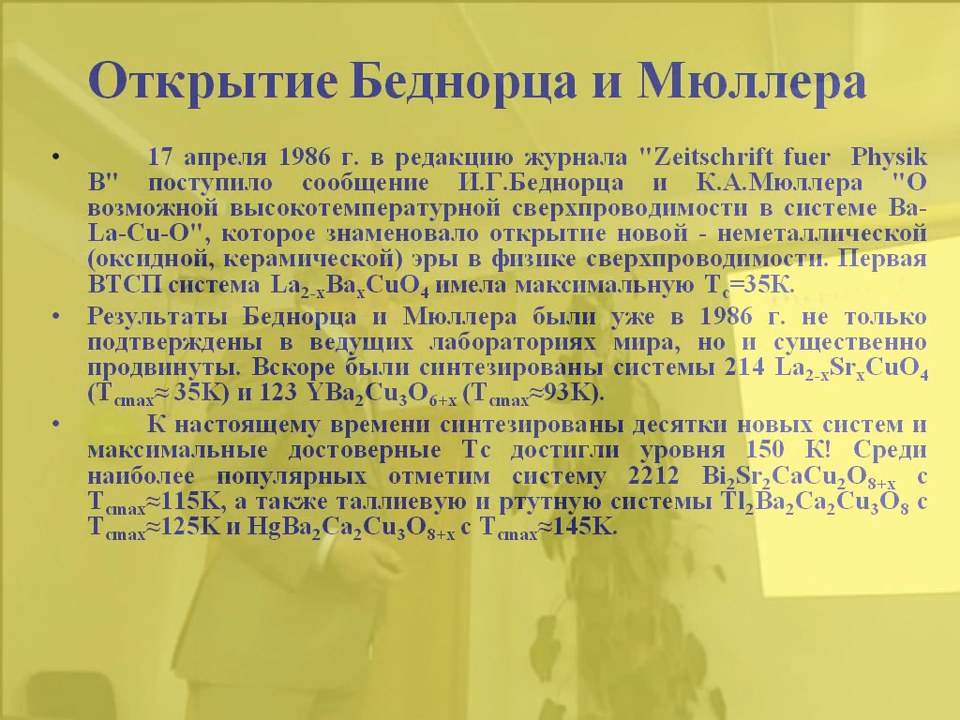 Открытие Беднорца и Мюллера
• 17 апреля 1986 г. в редакцию журнала "Zeitschrift fuer Physik
B" поступило сообщение И.Г.Беднорца и К.А.Мюллера "О
возможной высокотемпературной сверхпроводимости в системе Ba-
La-Cu-O", которое знаменовало открытие новой - неметаллической
(оксидной, керамической) эры в физике сверхпроводимости. Первая
ВТСП система La₂₋ₓBaₓCuO₄ имела максимальную Tc=35К.
• Результаты Беднорца и Мюллера были уже в 1986 г. не только
подтверждены в ведущих лабораториях мира, но и существенно
продвинуты. Вскоре были синтезированы системы 214 La₂₋ₓSrₓCuO₄
(Tcmax≈ 35K) и 123 YBa₂Cu₃O₆₊ₓ (Tcmax≈93K).
• К настоящему времени синтезированы десятки новых систем и
максимальные достоверные Тс достигли уровня 150 К! Среди
наиболее популярных отметим систему 2212 Bi₂Sr₂CaCu₂O₈₊ₓ с
Tcmax≈115K, а также таллиевую и ртутную системы Tl₂Ba₂Ca₂Cu₃O₈ с
Tcmax≈125K и HgBa₂Ca₂Cu₃O₈₊ₓ с Tcmax≈145K.